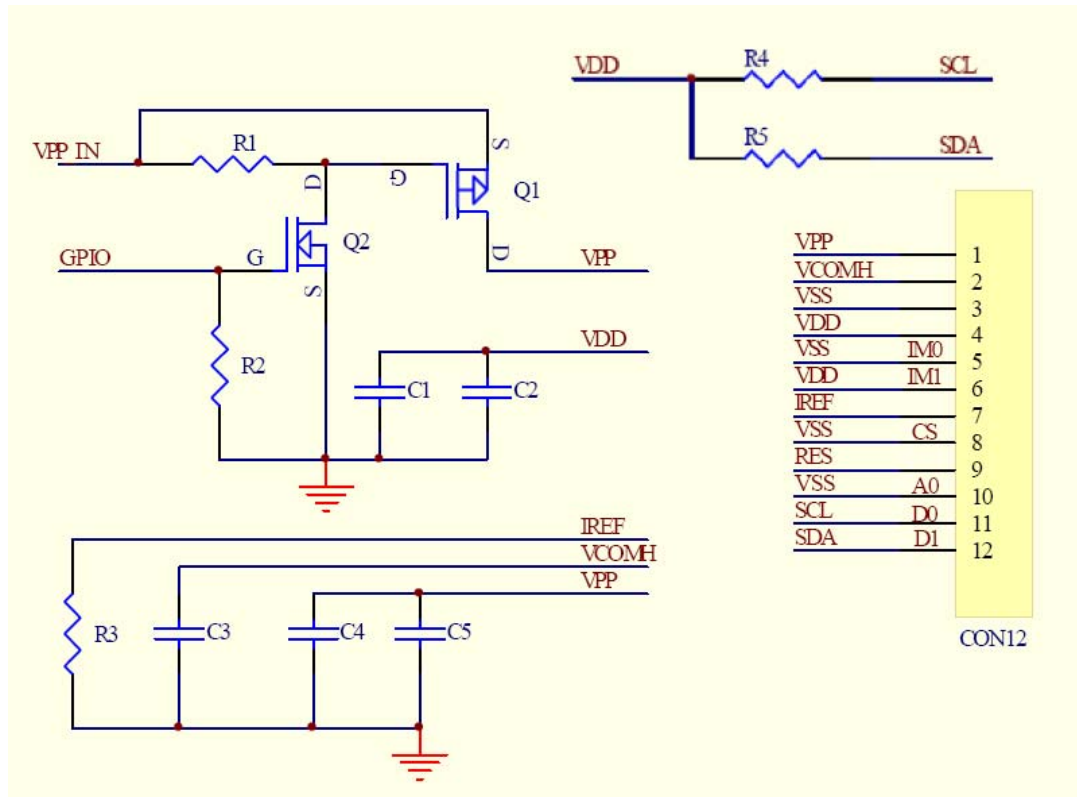 VDD
R4
SCL
R5
SDA
VPP IN
R1
D
G
S
Q1
D
VPP
GPIO
G
Q2
S
R2
VDD
C1
C2
IREF
VCOMH
VPP
R3
C3
C4
C5
VPP 1
VCOMH 2
VSS 3
VDD 4
VSS IM0 5
VDD IM1 6
IREF 7
VSS CS 8
RES 9
VSS A0 10
SCL D0 11
SDA D1 12
CON12